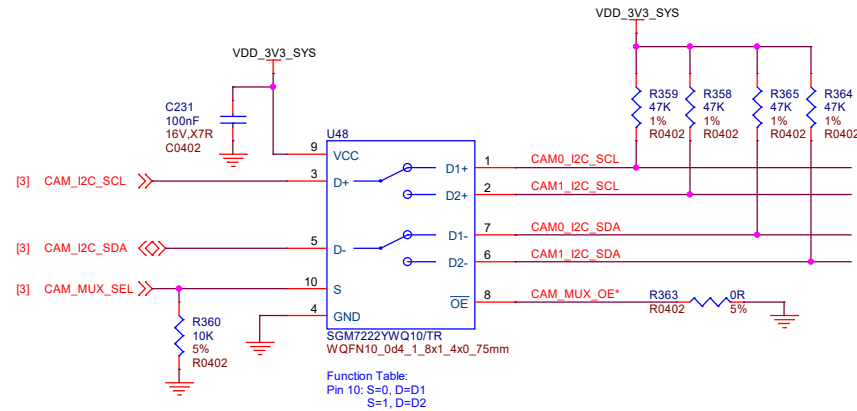 VDD_3V3_SYS
VDD_3V3_SYS
C231
100nF
16V,X7R
C0402
R359
47K
1%
R0402
R358
47K
1%
R0402
R365
47K
1%
R0402
R364
47K
1%
R0402
U48
9 VCC
[3] CAM_I2C_SCL 3 D+ D1+ 1 CAM0_I2C_SCL
D2+ 2 CAM1_I2C_SCL
[3] CAM_I2C_SDA 5 D- D1- 7 CAM0_I2C_SDA
D2- 6 CAM1_I2C_SDA
[3] CAM_MUX_SEL 10 S
OE 8 CAM_MUX_OE* R363 0R
R0402 5%
4 GND
R360
10K
5%
R0402
SGM7222YWQ10/TR
WQFN10_0d4_1_8x1_4x0_75mm
Function Table:
Pin 10: S=0, D=D1
S=1, D=D2